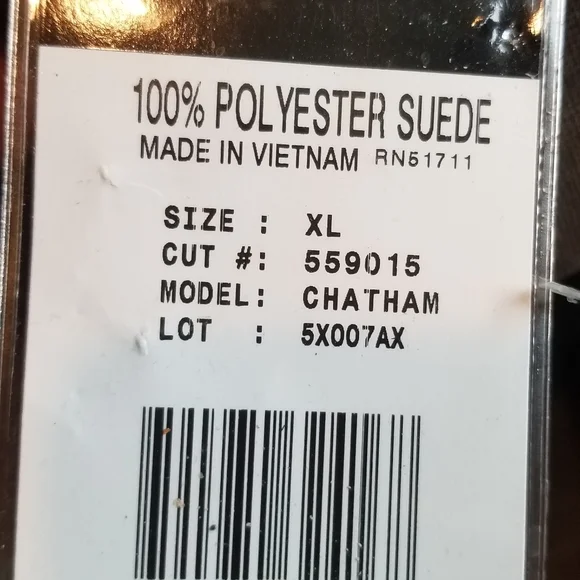 100% POLYESTER SUEDE
MADE IN VIETNAM RN51711
SIZE : XL
CUT #: 559015
MODEL: CHATHAM
LOT : 5X007AX